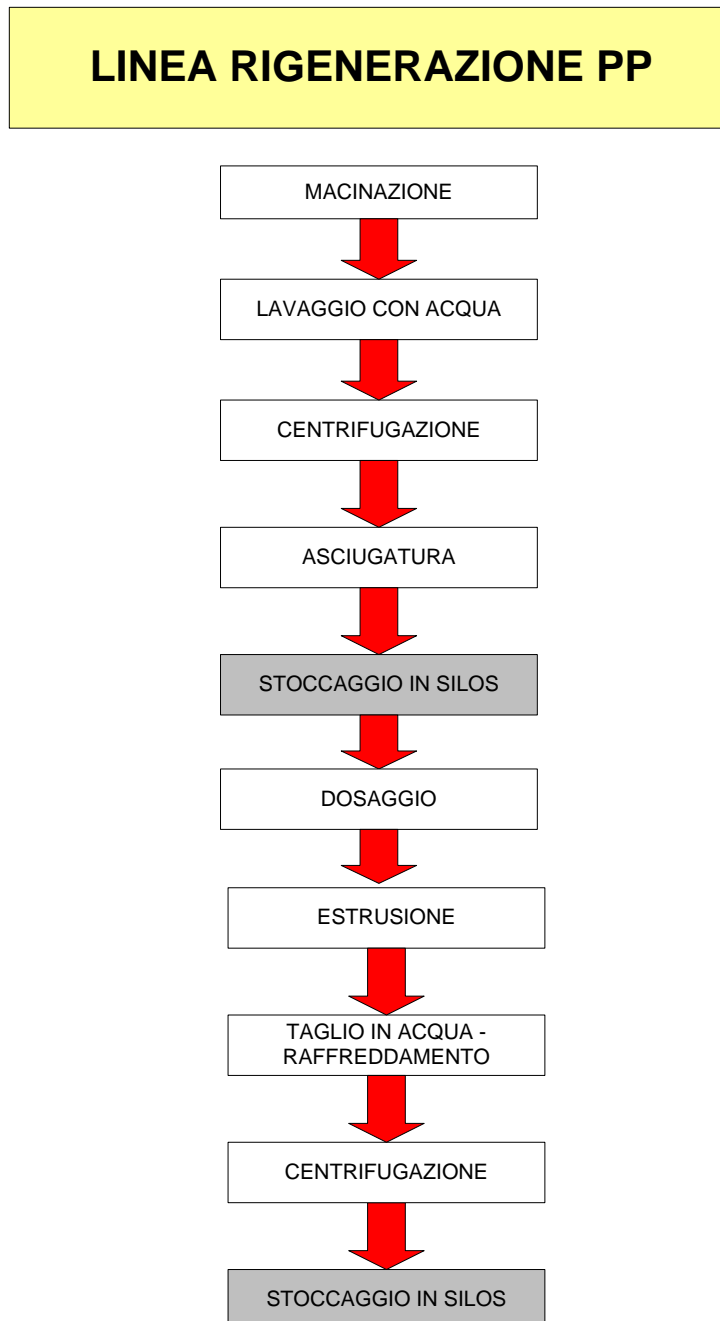 LINEA RIGENERAZIONE PP
MACINAZIONE
LAVAGGIO CON ACQUA
CENTRIFUGAZIONE
ASCIUGATURA
STOCCAGGIO IN SILOS
DOSAGGIO
ESTRUSIONE
TAGLIO IN ACQUA -
RAFFREDDAMENTO
CENTRIFUGAZIONE
STOCCAGGIO IN SILOS